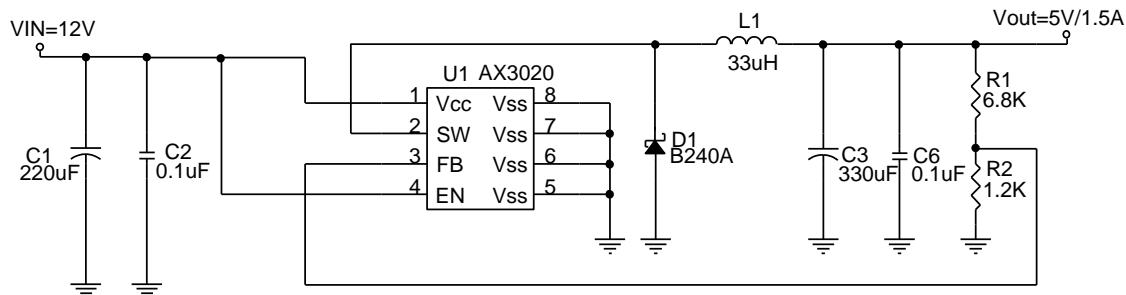 VIN=12V
Vout=5V/1.5A
L1
33uH
U1 AX3020
1 Vcc Vss 8
2 SW Vss 7
3 FB Vss 6
4 EN Vss 5
R1
6.8K
D1
B240A
C1
220uF
C2
0.1uF
C3
330uF
C6
0.1uF
R2
1.2K